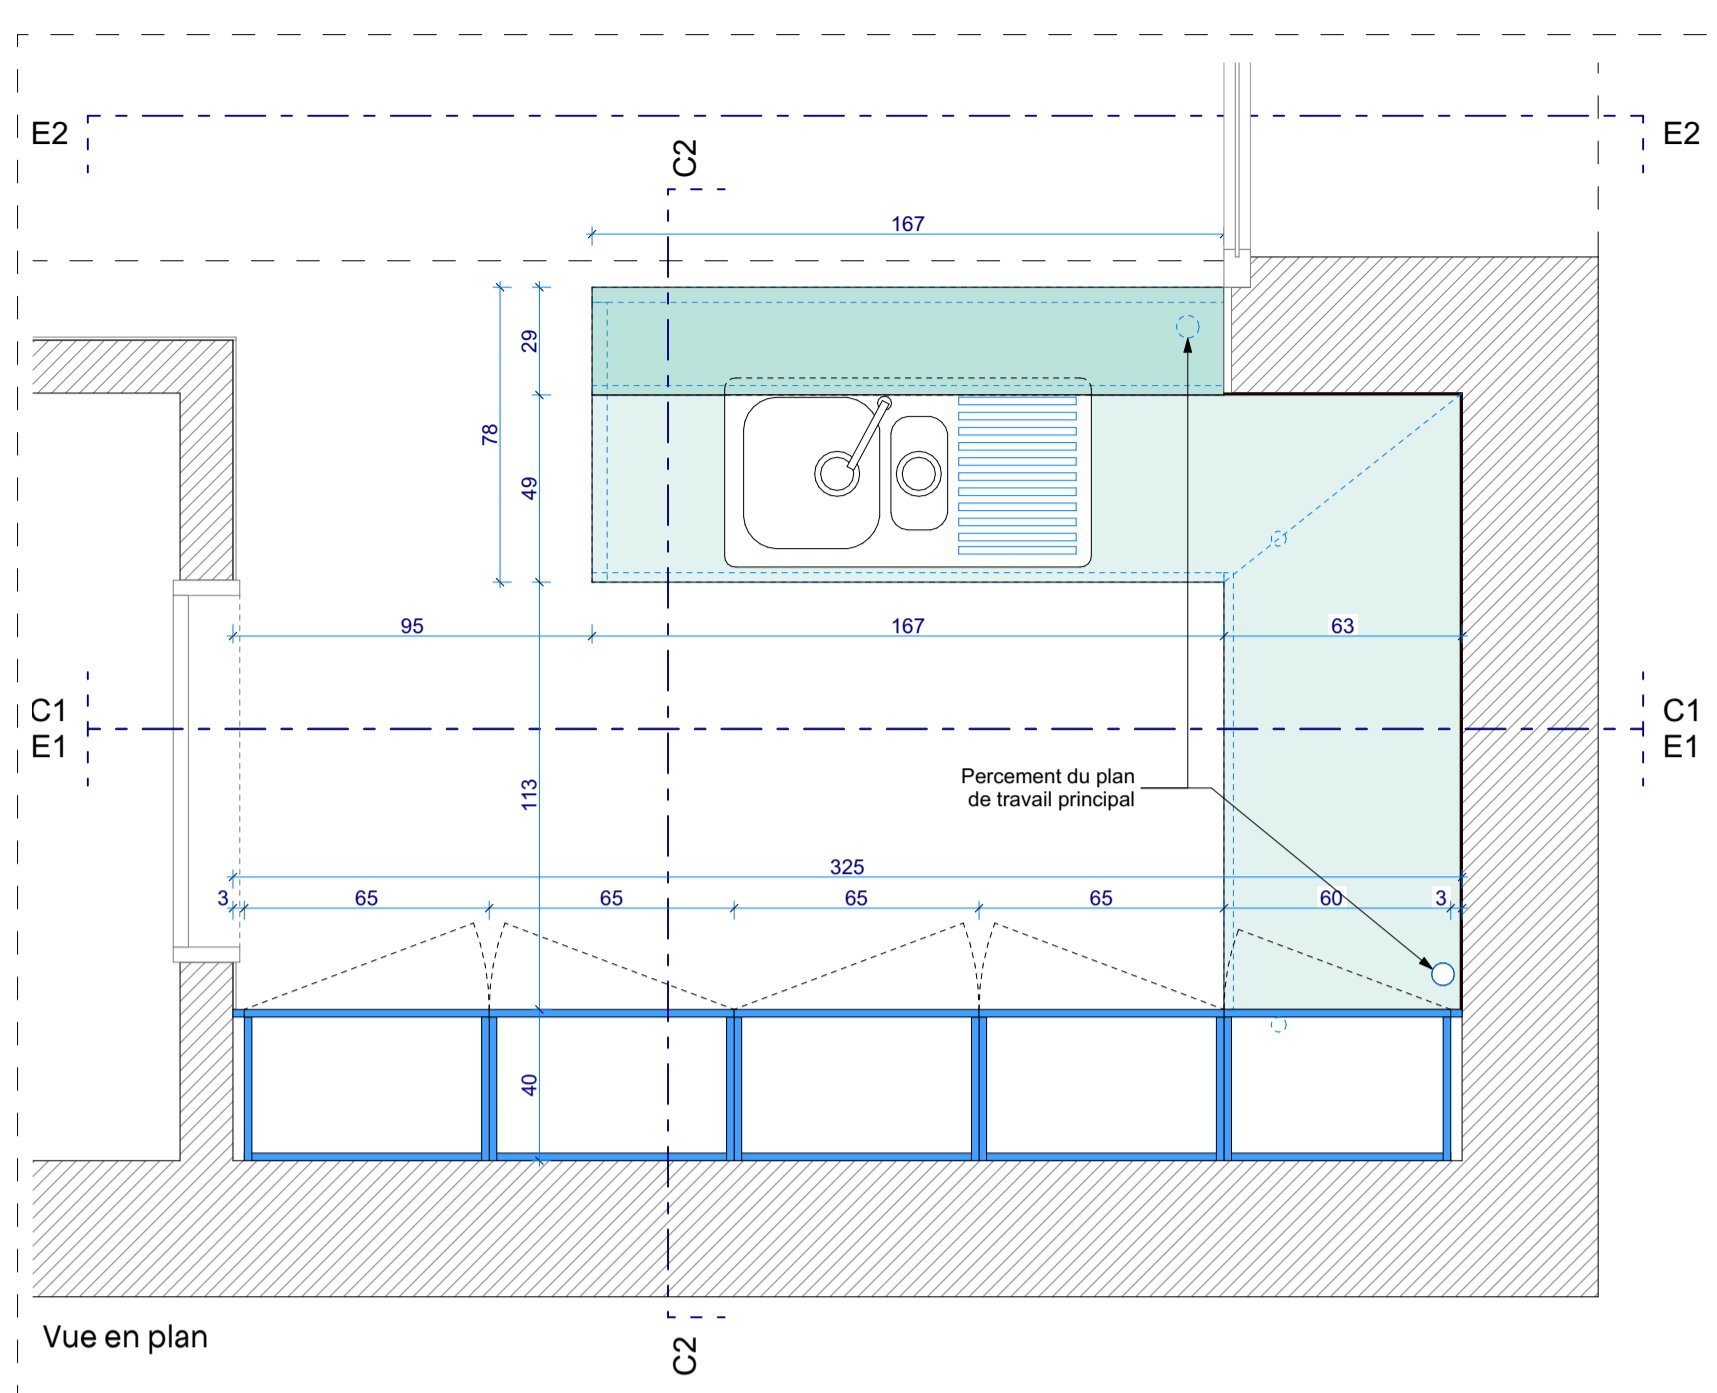 E2
E2
C2
167
29
78
49
95
167
63
C1
E1
C1
E1
Percement du plan
de travail principal
113
325
3
65
65
65
65
60
3
40
Vue en plan
C2